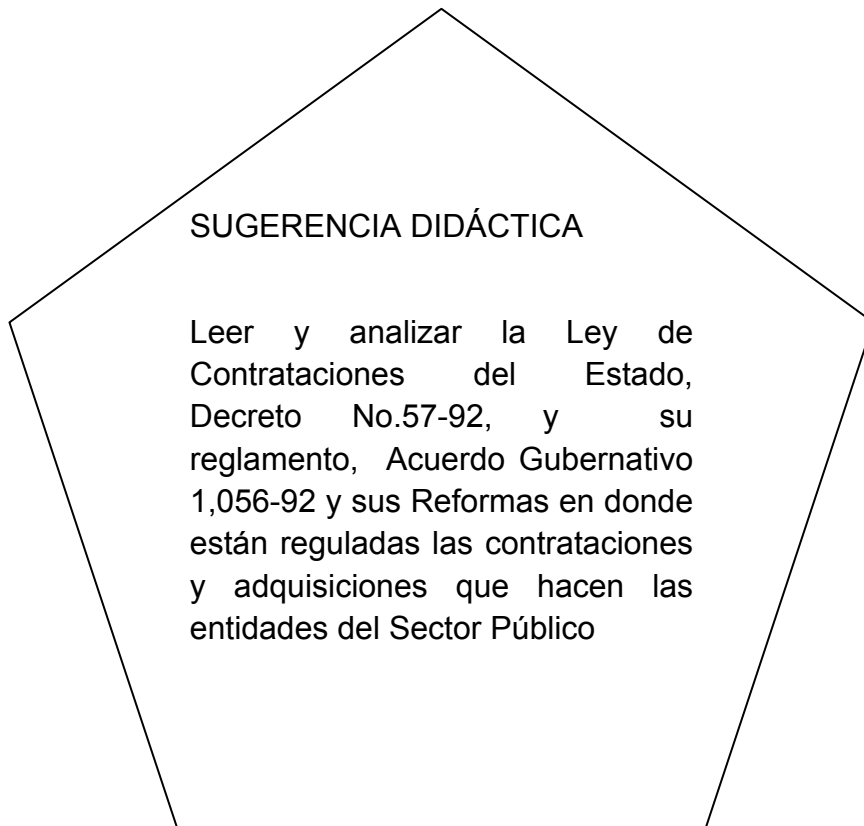 SUGERENCIA DIDÁCTICA
Leer y analizar la Ley de
Contrataciones del Estado,
Decreto No.57-92, y su
reglamento, Acuerdo Gubernativo
1,056-92 y sus Reformas en donde
están reguladas las contrataciones
y adquisiciones que hacen las
entidades del Sector Público